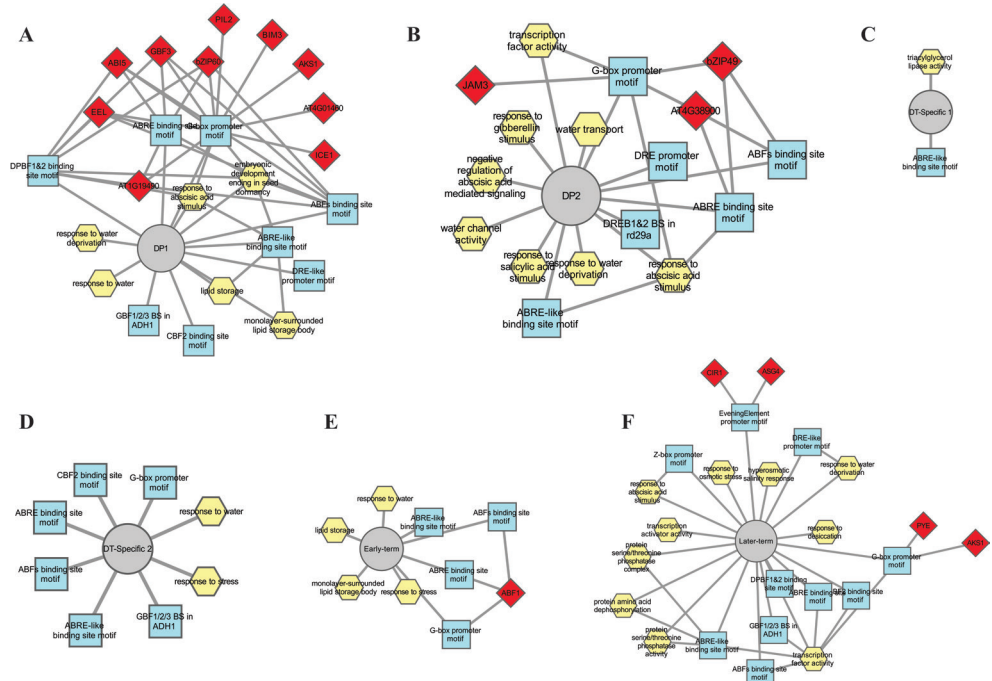 A
PIL2
BIM3
GBF3
ABI5
bZIP60
AKS1
EEL
AT4G01460
ABRE binding site
motif
G-box promoter
motif
ICE1
DPBF1&2 binding
site motif
AT1G19490
embryonic
development
ending in seed
dormancy
response to
abscisic acid
stimulus
ABFs binding site
motif
response to water
deprivation
DP1
ABRE-like
binding site motif
response to water
lipid storage
DRE-like
promoter motif
GBF1/2/3 BS in
ADH1
CBF2 binding site
motif
monolayer-surrounded
lipid storage body
B
transcription
factor activity
G-box promoter
motif
bZIP49
JAM3
AT4G38900
response to
gibberellin
stimulus
water transport
DRE promoter
motif
ABFs binding site
motif
negative
regulation of
abscisic acid
mediated signaling
DP2
ABRE binding site
motif
water channel
activity
DREB1&2 BS in
rd29a
response to
salicylic acid
stimulus
response to water
deprivation
response to
abscisic acid
stimulus
ABRE-like
binding site motif
C
triacylglycerol
lipase activity
DT-Specific 1
ABRE-like
binding site motif
D
CBF2 binding site
motif
G-box promoter
motif
ABRE binding site
motif
response to water
DT-Specific 2
ABFs binding site
motif
response to stress
ABRE-like
binding site motif
GBF1/2/3 BS in
ADH1
E
response to water
lipid storage
ABRE-like
binding site motif
ABFs binding site
motif
Early-term
ABRE binding site
motif
monolayer-surrounded
lipid storage body
response to stress
ABF1
G-box promoter
motif
F
CIR1
ASG4
EveningElement
promoter motif
DRE-like promoter
motif
Z-box promoter
motif
response to
osmotic stress
hyperosmotic
salinity response
response to water
deprivation
response to
abscisic acid
stimulus
transcription
activator activity
response to
desiccation
Later-term
PYE
AKS1
protein
serine/threonine
phosphatase
complex
G-box promoter
motif
DPBF1&2 binding
site motif
ABRE binding site
motif
binding site
motif
protein amino acid
dephosphorylation
GBF1/2/3 BS in
ADH1
protein
serine/threonine
phosphatase
activity
ABRE-like
binding site motif
transcription
factor activity
ABFs binding site
motif